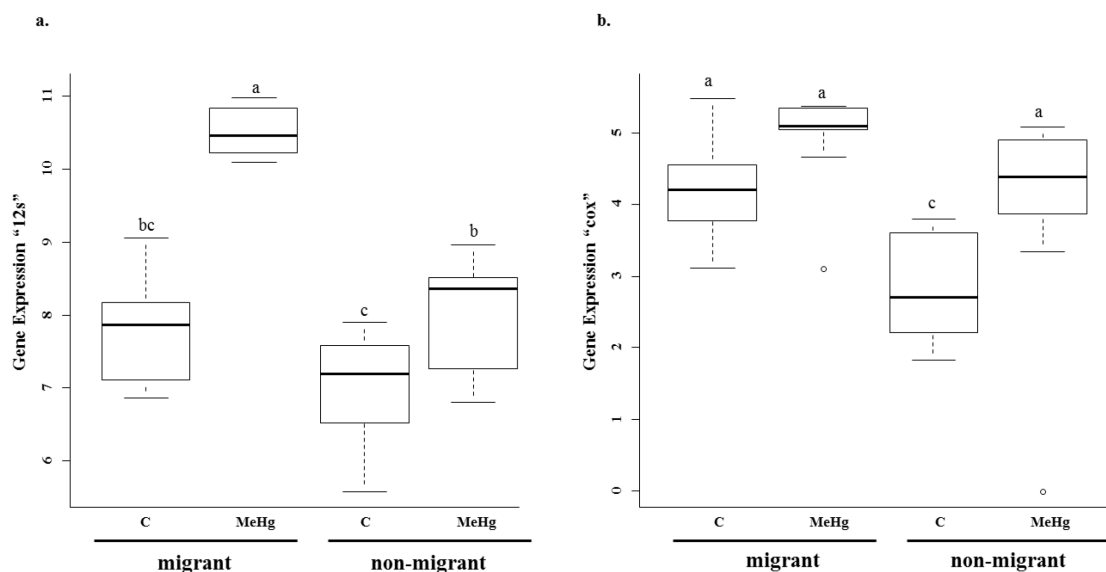 a.
Gene Expression “12s”
11
10
9
8
7
6
bc
a
c
b
C
MeHg
C
MeHg
migrant
non-migrant
b.
Gene Expression “cox”
5
4
3
2
1
0
a
a
c
a
C
MeHg
C
MeHg
migrant
non-migrant